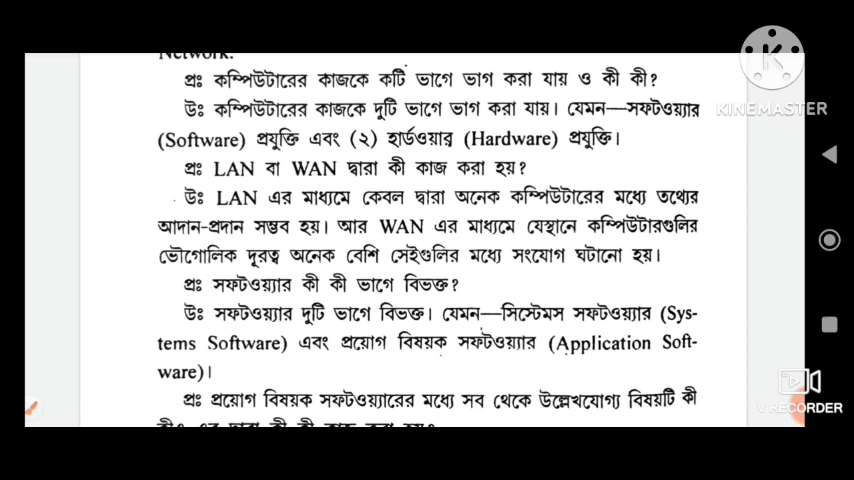 Network.
প্রঃ কম্পিউটারের কাজকে কটি ভাগে ভাগ করা যায় ও কী কী?
উঃ কম্পিউটারের কাজকে দুটি ভাগে ভাগ করা যায়। যেমন—সফটওয়্যার
(Software) প্রযুক্তি এবং (২) হার্ডওয়্যার (Hardware) প্রযুক্তি।
প্রঃ LAN বা WAN দ্বারা কী কাজ করা হয়?
উঃ LAN এর মাধ্যমে কেবল দ্বারা অনেক কম্পিউটারের মধ্যে তথ্যের
আদান-প্রদান সম্ভব হয়। আর WAN এর মাধ্যমে যেস্থানে কম্পিউটারগুলির
ভৌগোলিক দূরত্ব অনেক বেশি সেইগুলির মধ্যে সংযোগ ঘটানো হয়।
প্রঃ সফটওয়্যার কী কী ভাগে বিভক্ত?
উঃ সফটওয়্যার দুটি ভাগে বিভক্ত। যেমন—সিস্টেমস সফটওয়্যার (Sys-
tems Software) এবং প্রয়োগ বিষয়ক সফটওয়্যার (Application Soft-
ware)।
প্রঃ প্রয়োগ বিষয়ক সফটওয়্যারের মধ্যে সব থেকে উল্লেখযোগ্য বিষয়টি কী
KINEMASTER
V RECORDER